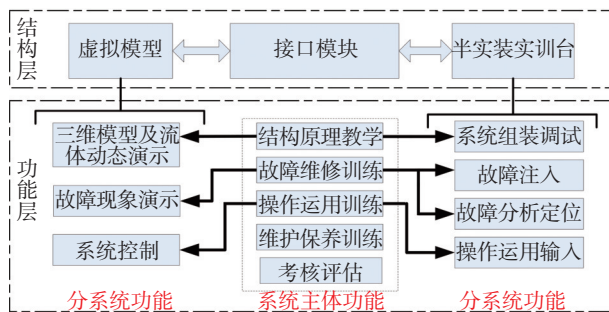 结构层
虚拟模型
接口模块
半实装实训台
功能层
三维模型及流
体动态演示
故障现象演示
系统控制
结构原理教学
故障维修训练
操作运用训练
维护保养训练
考核评估
系统组装调试
故障注入
故障分析定位
操作运用输入
分系统功能
系统主体功能
分系统功能